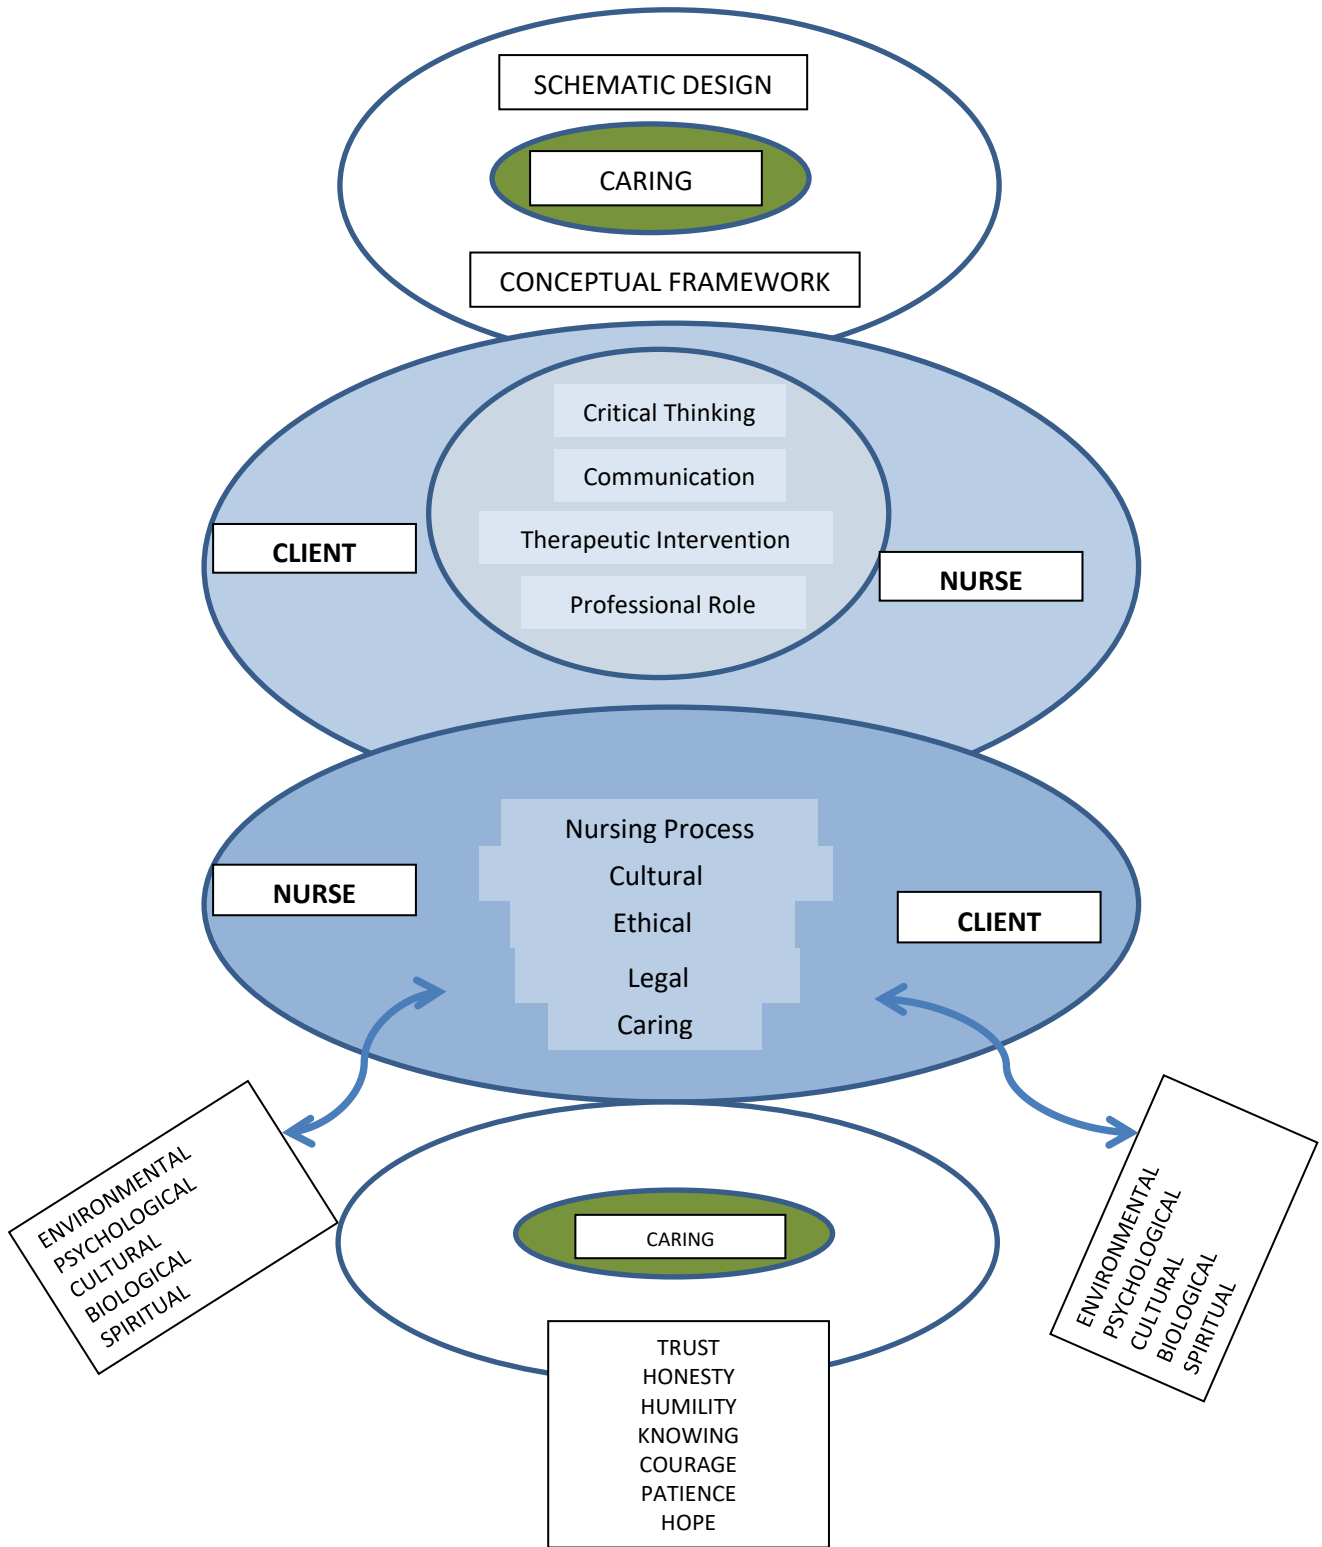 SCHEMATIC DESIGN
CARING
CONCEPTUAL FRAMEWORK
Critical Thinking
Communication
CLIENT
Therapeutic Intervention
NURSE
Professional Role
Nursing Process
NURSE
Cultural
Ethical
CLIENT
Legal
Caring
ENVIRONMENTAL
PSYCHOLOGICAL
CULTURAL
BIOLOGICAL
SPIRITUAL
CARING
ENVIRONMENTAL
PSYCHOLOGICAL
CULTURAL
BIOLOGICAL
SPIRITUAL
TRUST
HONESTY
HUMILITY
KNOWING
COURAGE
PATIENCE
HOPE